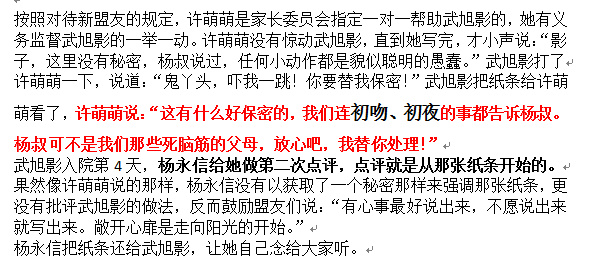 按照对待新盟友的规定，许萌萌是家长委员会指定一对一帮助武旭影的，她有义
务监督武旭影的一举一动。许萌萌没有惊动武旭影，直到她写完，才小声说：“影
子，这里没有秘密，杨叔说过，任何小动作都是貌似聪明的愚蠢。”武旭影打了
许萌萌一下，说道：“鬼丫头，吓我一跳！你要替我保密！”武旭影把纸条给许萌
萌看了，许萌萌说：“这有什么好保密的，我们连初吻、初夜的事都告诉杨叔。
杨叔可不是我们那些死脑筋的父母，放心吧，我替你处理！”
武旭影入院第 4 天，杨永信给她做第二次点评，点评就是从那张纸条开始的。
果然像许萌萌说的那样，杨永信没有以获取了一个秘密那样来强调那张纸条，更
没有批评武旭影的做法，反而鼓励盟友们说：“有心事最好说出来，不愿说出来
就写出来。敞开心扉是走向阳光的开始。”
杨永信把纸条还给武旭影，让她自己念给大家听。